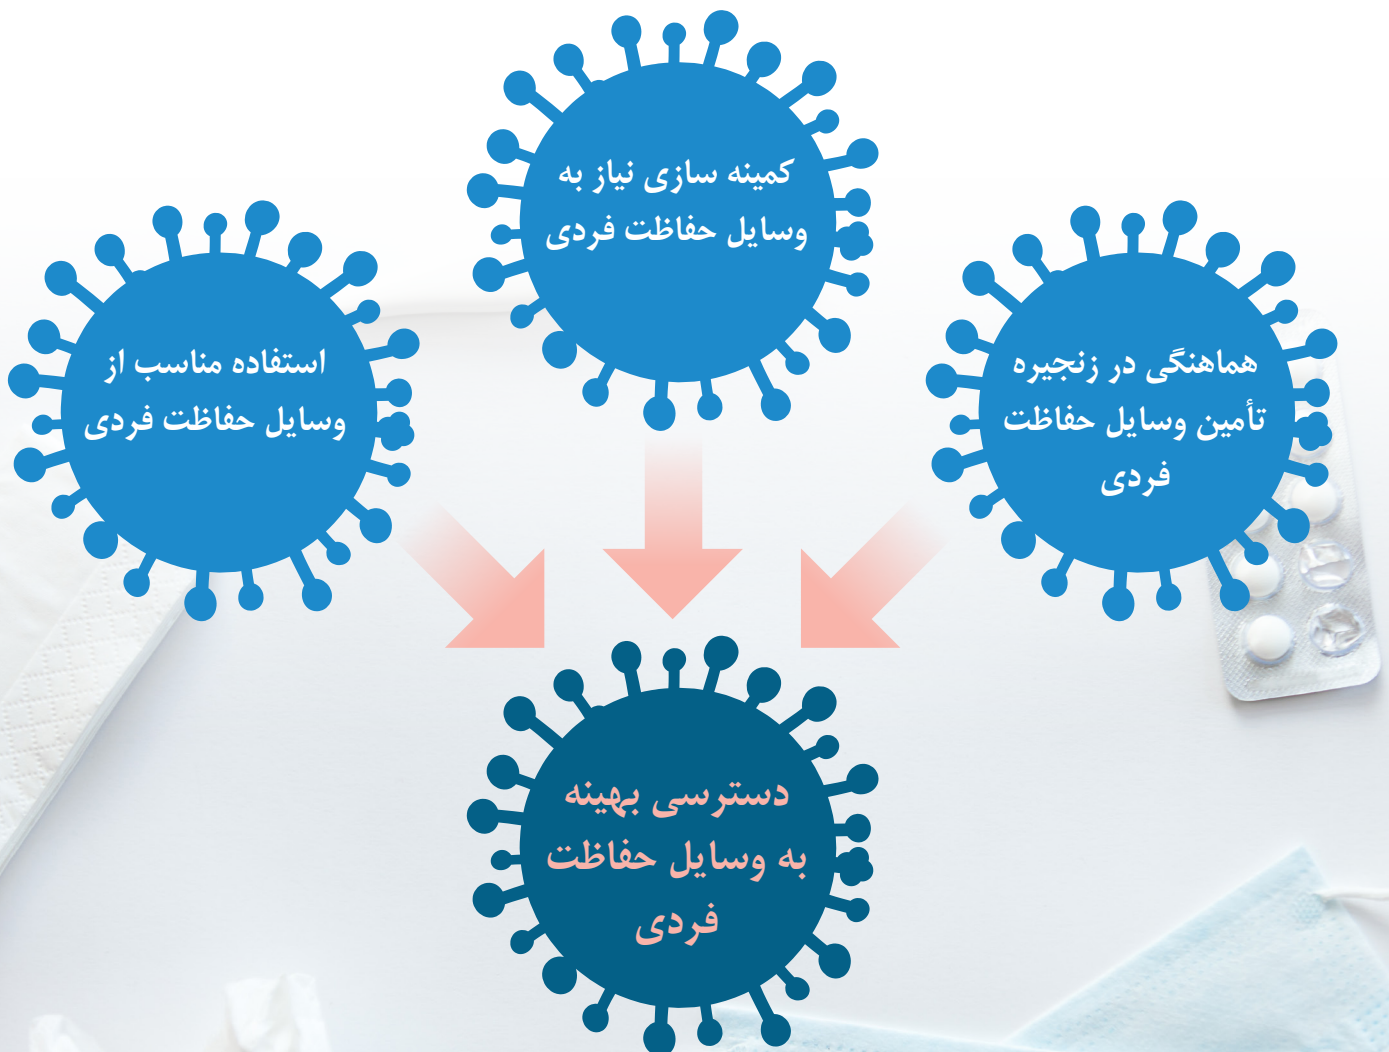 کمینه سازی نیاز به
وسایل حفاظت فردی
هماهنگی در زنجیره
تأمین وسایل حفاظت
فردی
استفاده مناسب از
وسایل حفاظت فردی
دسترسی بهینه
به وسایل حفاظت
فردی